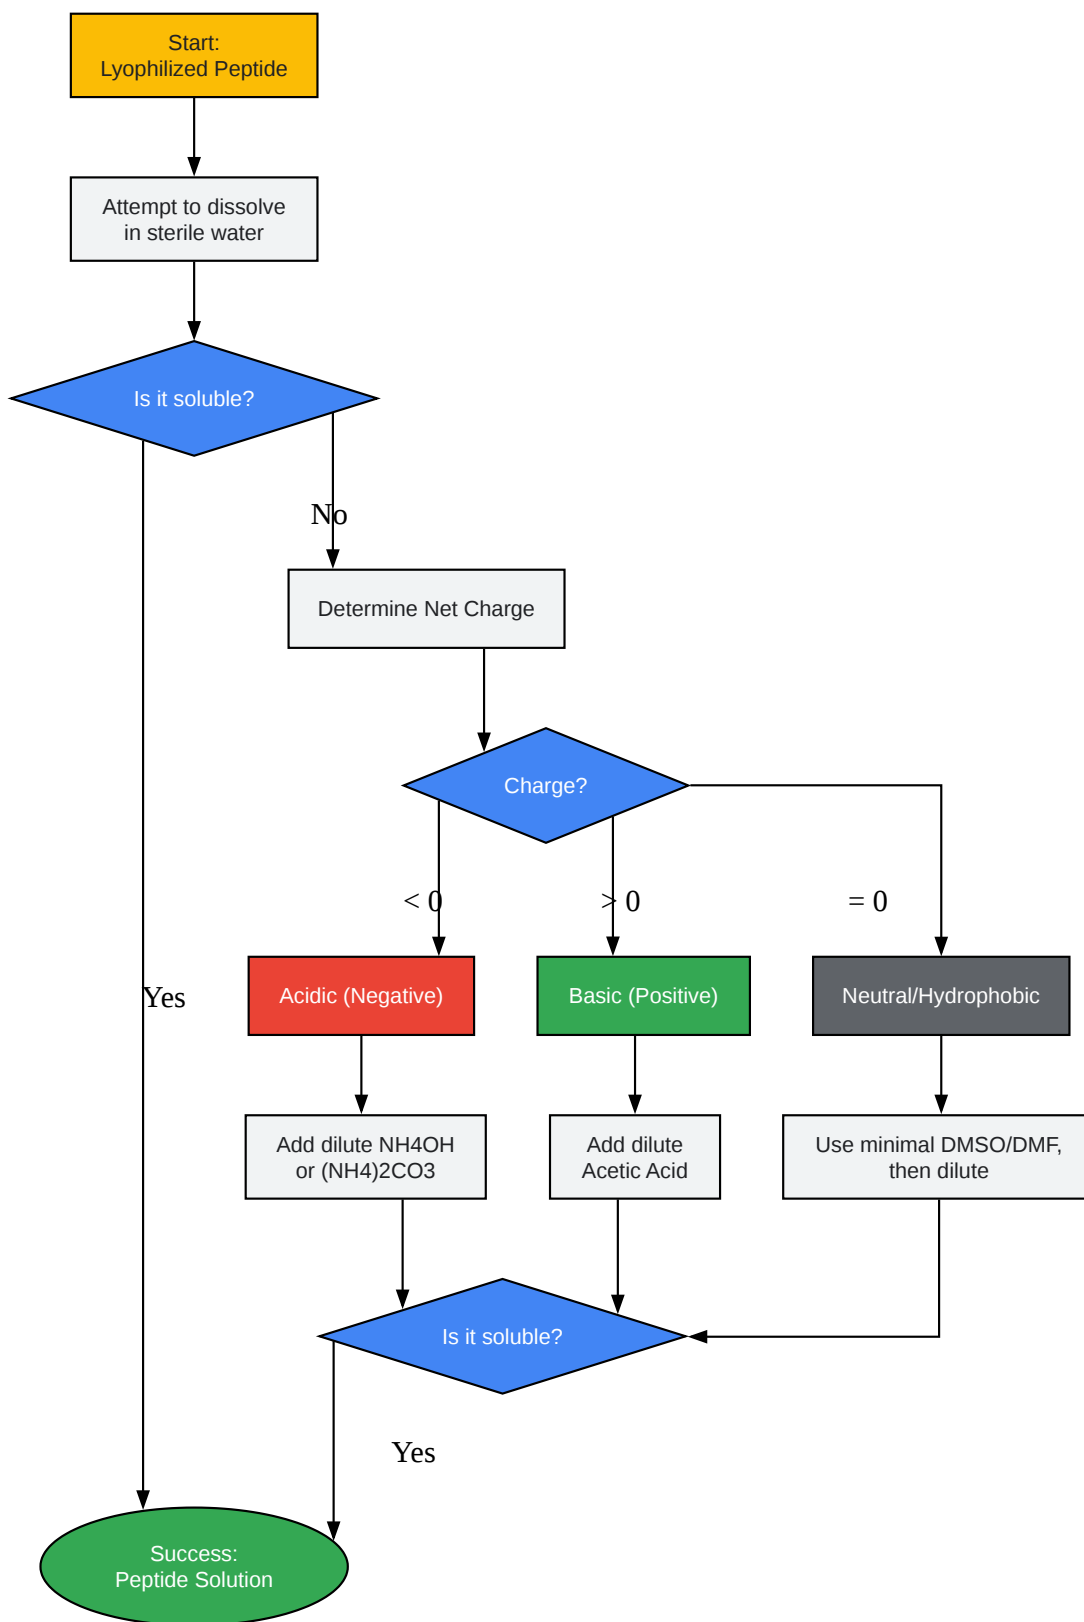 Start:
Lyophilized Peptide
Attempt to dissolve
in sterile water
Is it soluble?
No
Determine Net Charge
Charge?
< 0
> 0
= 0
Yes
Acidic (Negative)
Basic (Positive)
Neutral/Hydrophobic
Add dilute NH4OH
or (NH4)2CO3
Add dilute
Acetic Acid
Use minimal DMSO/DMF,
then dilute
Is it soluble?
Yes
Success:
Peptide Solution